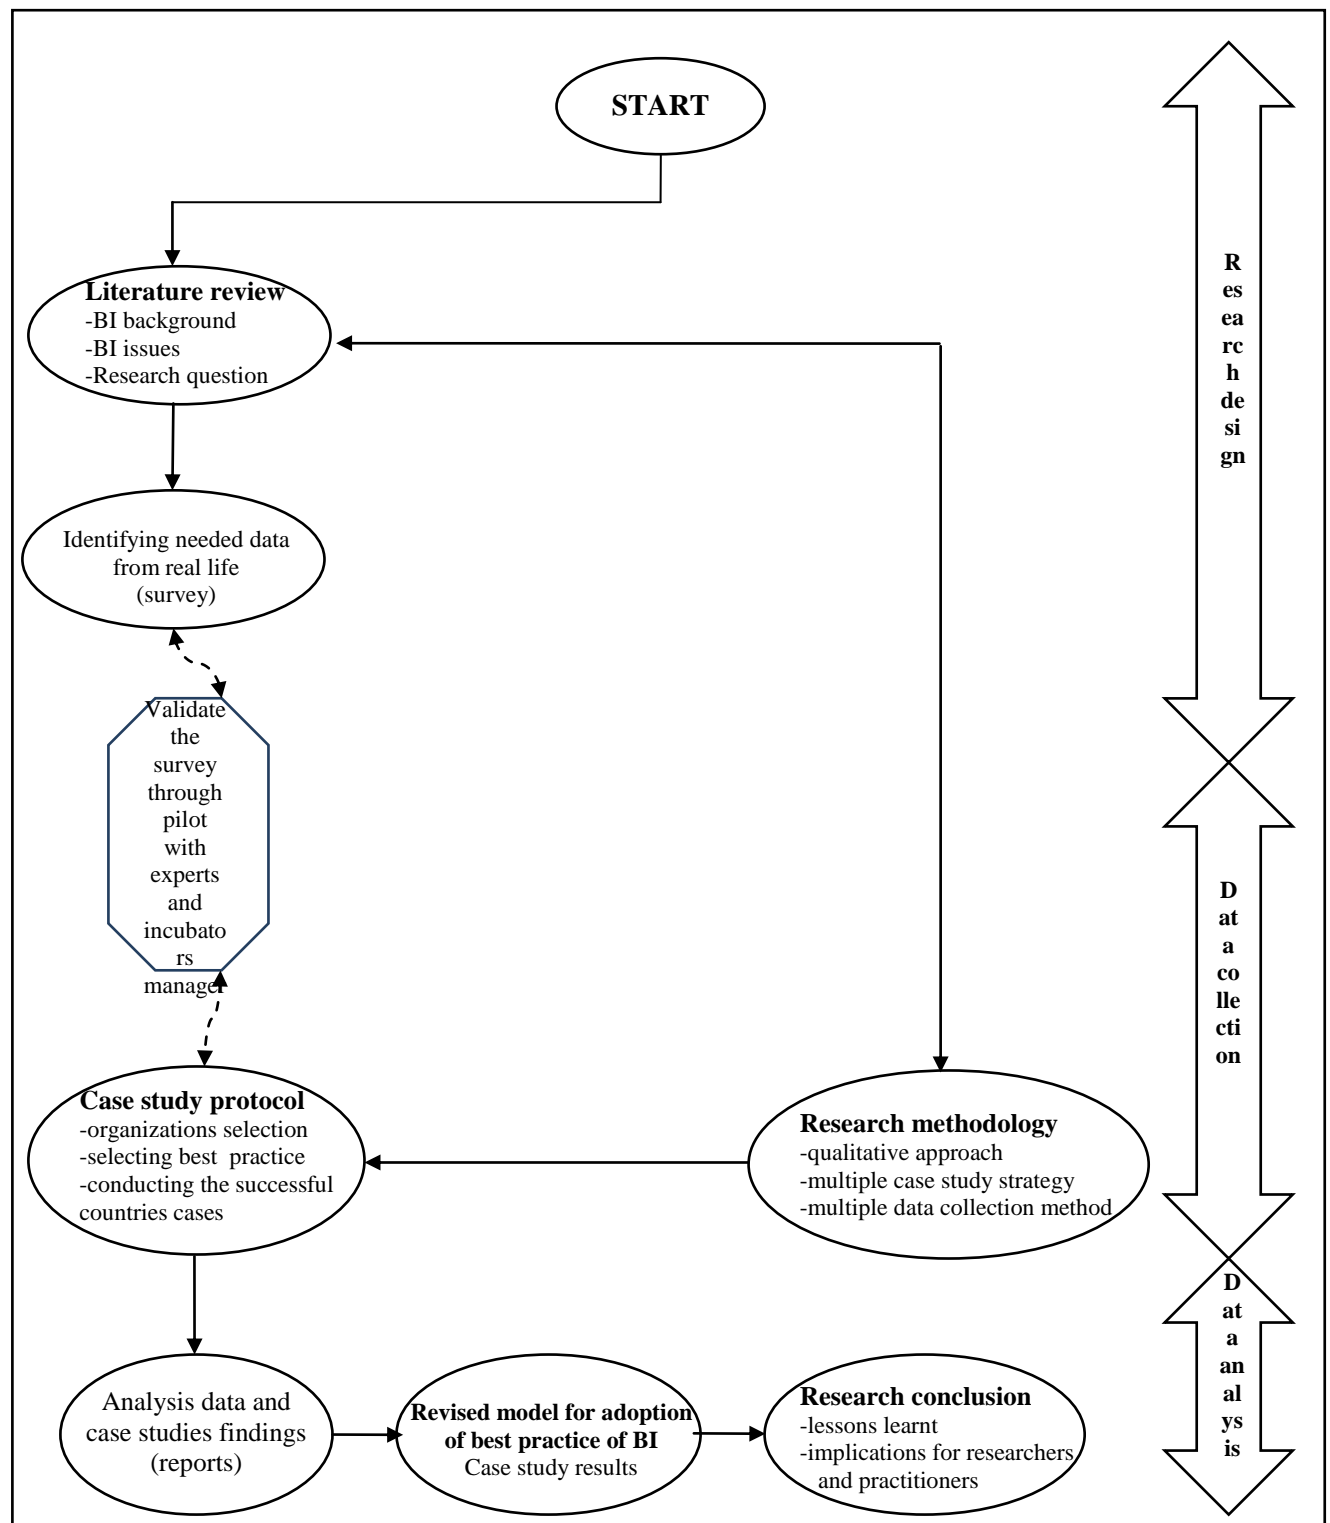 START
Literature review
-BI background
-BI issues
-Research question
Identifying needed data
from real life
(survey)
Validate
the
survey
through
pilot
with
experts
and
incubato
rs
manager
Case study protocol
-organizations selection
-selecting best practice
-conducting the successful
countries cases
Research methodology
-qualitative approach
-multiple case study strategy
-multiple data collection method
Analysis data and
case studies findings
(reports)
Revised model for adoption
of best practice of BI
Case study results
Research conclusion
-lessons learnt
-implications for researchers
and practitioners
R
es
ea
rc
h
de
si
gn
D
at
a
co
lle
cti
on
D
at
a
an
al
ys
is